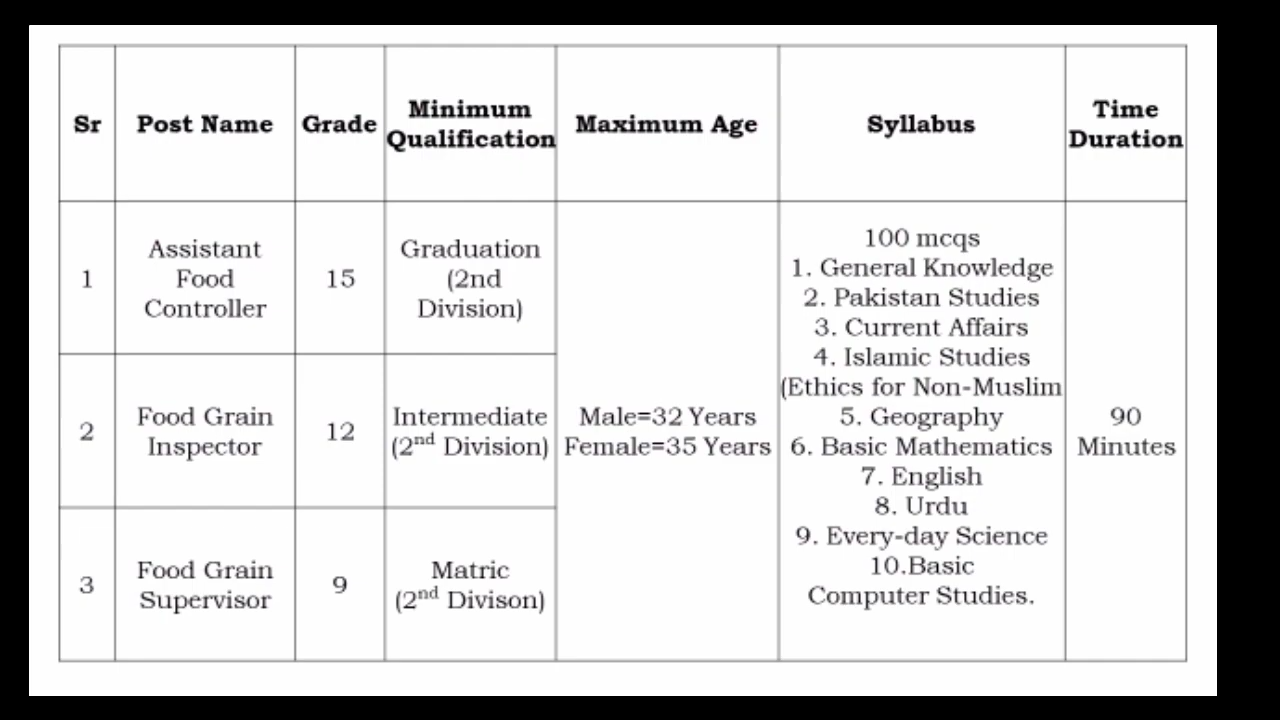 Sr
Post Name
Grade
Minimum
Qualification
Maximum Age
Syllabus
Time
Duration
1
Assistant
Food
Controller
15
Graduation
(2nd
Division)
2
Food Grain
Inspector
12
Intermediate
(2nd Division)
3
Food Grain
Supervisor
9
Matric
(2nd Divison)
Male=32 Years
Female=35 Years
100 mcqs
1. General Knowledge
2. Pakistan Studies
3. Current Affairs
4. Islamic Studies
(Ethics for Non-Muslim
5. Geography
6. Basic Mathematics
7. English
8. Urdu
9. Every-day Science
10.Basic
Computer Studies.
90
Minutes